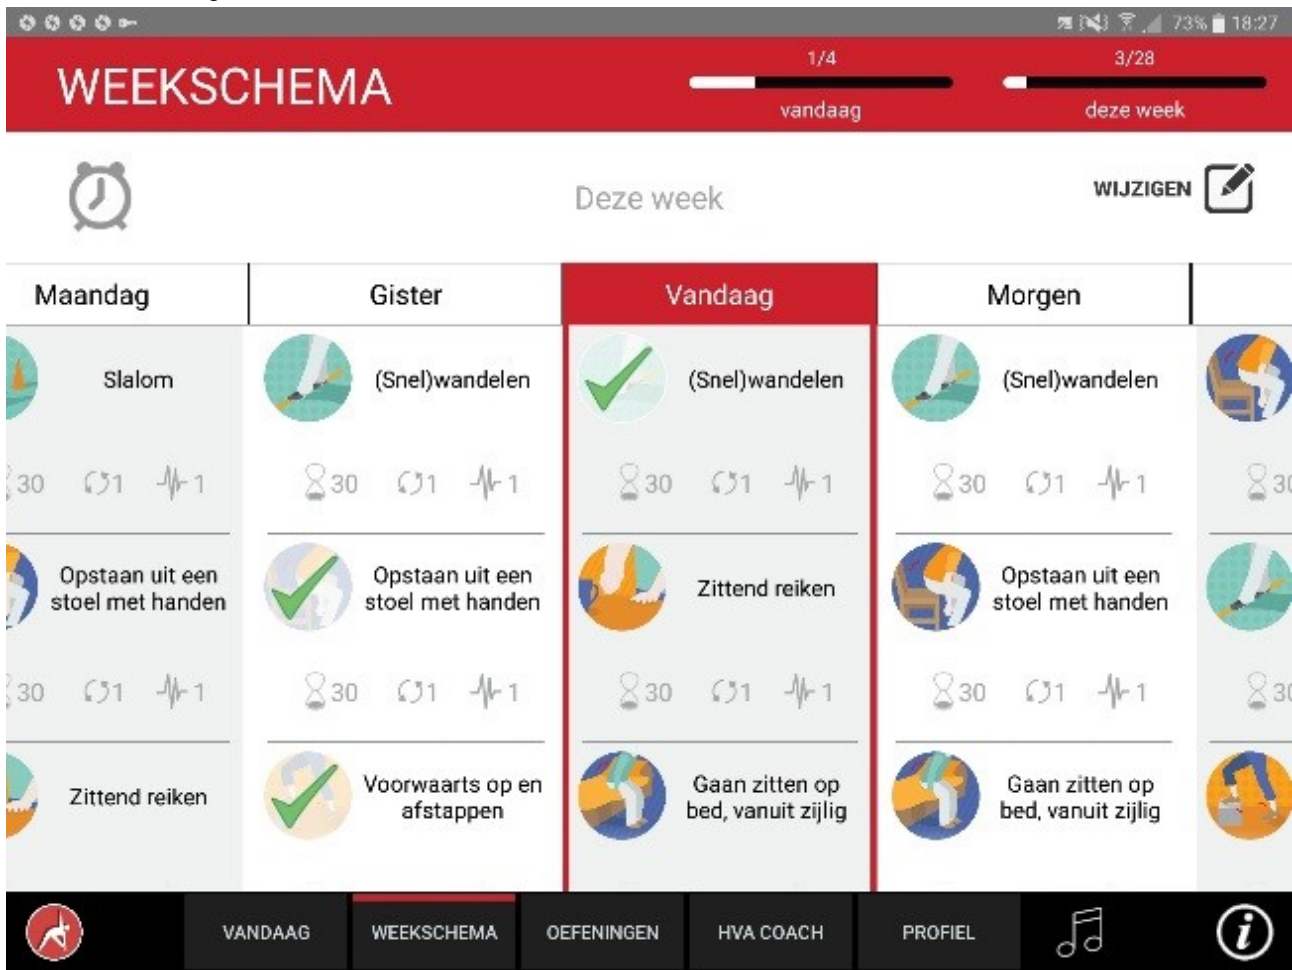 73% 18:27
WEEKSCHEMA
1/4
vandaag
3/28
deze week
Deze week
WIJZIGEN
Maandag
Gister
Vandaag
Morgen
Slalom
(Snel)wandelen
(Snel)wandelen
(Snel)wandelen
30 1 1
30 1 1
30 1 1
30 1 1
30
Opstaan uit een
stoel met handen
Opstaan uit een
stoel met handen
Zittend reiken
Opstaan uit een
stoel met handen
30 1 1
30 1 1
30 1 1
30 1 1
30
Zittend reiken
Voorwaarts op en
afstappen
Gaan zitten op
bed, vanuit zijlig
Gaan zitten op
bed, vanuit zijlig
VANDAAG
WEEKSCHEMA
OEFENINGEN
HVA COACH
PROFIEL
i